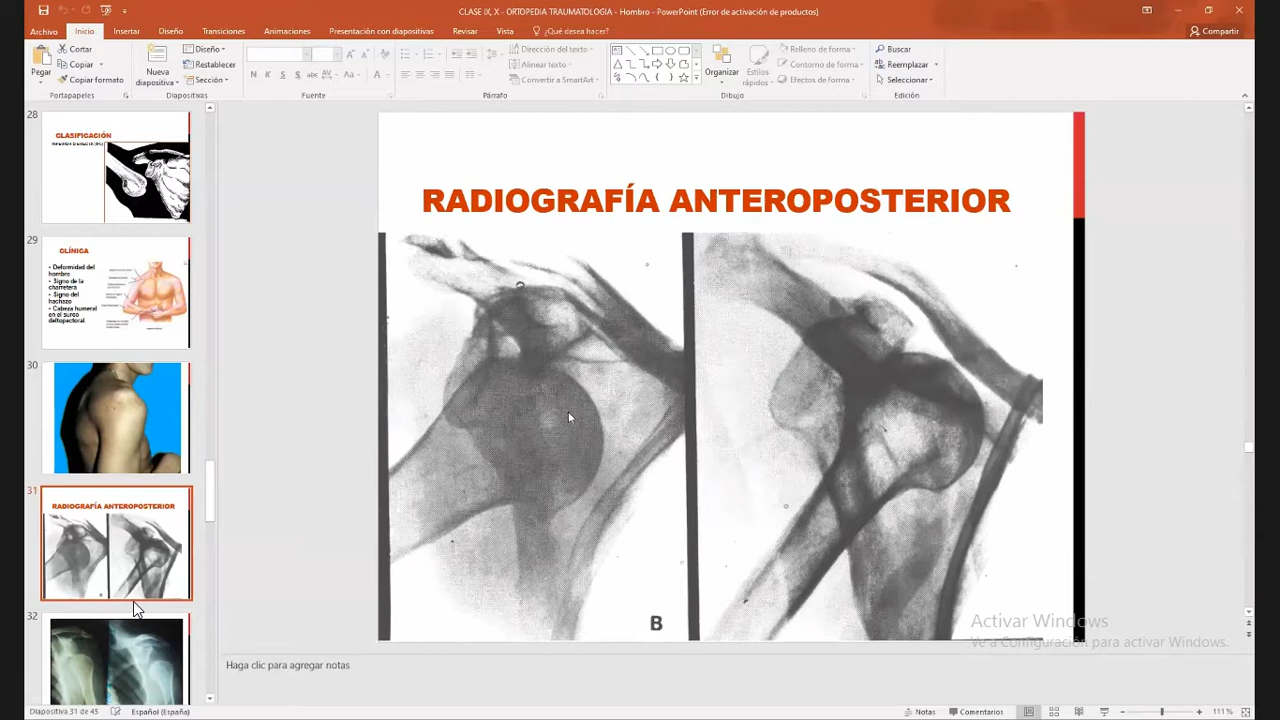 CLASE iX, X - ORTOPEDIA TRAUMATOLOGIA - Hombro - PowerPoint (Error de activación de productos)
Archivo
Inicio
Insertar
Diseño
Transiciones
Animaciones
Presentación con diapositivas
Revisar
Vista
¿Qué desea hacer?
Compartir
Pegar
Cortar
Copiar
Copiar formato
Portapapeles
Nueva
diapositiva
Diseño
Restablecer
Sección
Diapositivas
N K S S abc AV Aa A
Fuente
Dirección del texto
Alinear texto
Convertir a SmartArt
Párrafo
Organizar
Estilos
rápidos
Relleno de forma
Contorno de forma
Efectos de forma
Dibujo
Buscar
Reemplazar
Seleccionar
Edición
28
CLASIFICACIÓN
29
CLÍNICA
• Deformidad del
hombro
• Signo de la
charretera
• Signo del
hachazo
• Cabeza humeral
en el surco
deltopectoral
30
31
RADIOGRAFÍA ANTEROPOSTERIOR
32
RADIOGRAFÍA ANTEROPOSTERIOR
B
Activar Windows
Ve a Configuración para activar Windows.
Haga clic para agregar notas
Diapositiva 31 de 45
Español (España)
Notas
Comentarios
111 %